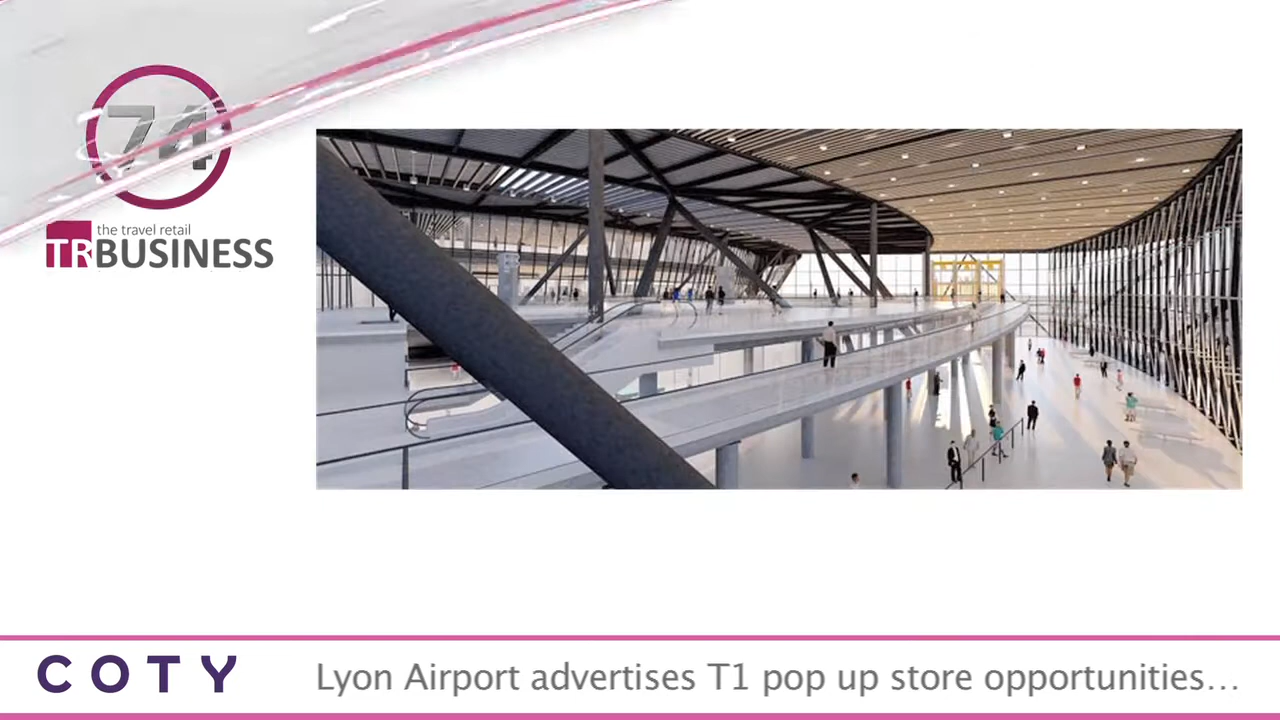 74
the travel retail
TRBUSINESS
COTY
Lyon Airport advertises T1 pop up store opportunities…